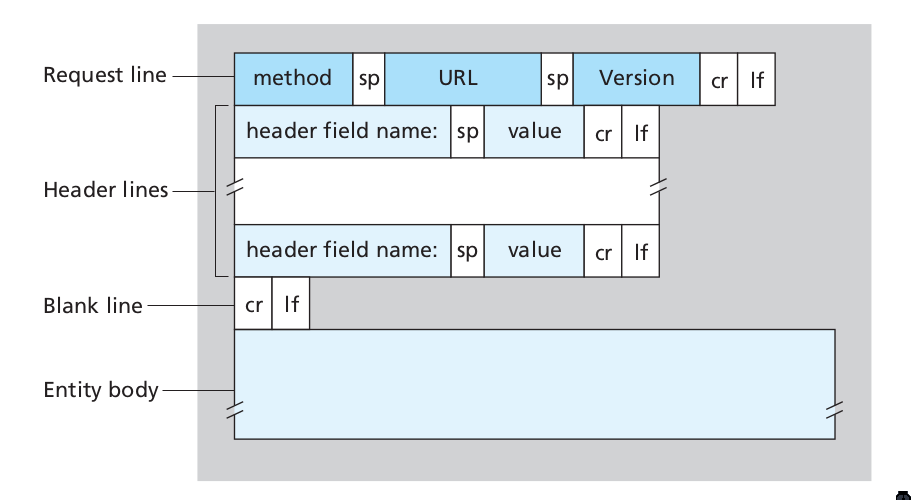 Request line method sp URL sp Version cr lf
header field name: sp value cr lf
Header lines
header field name: sp value cr lf
Blank line cr lf
Entity body